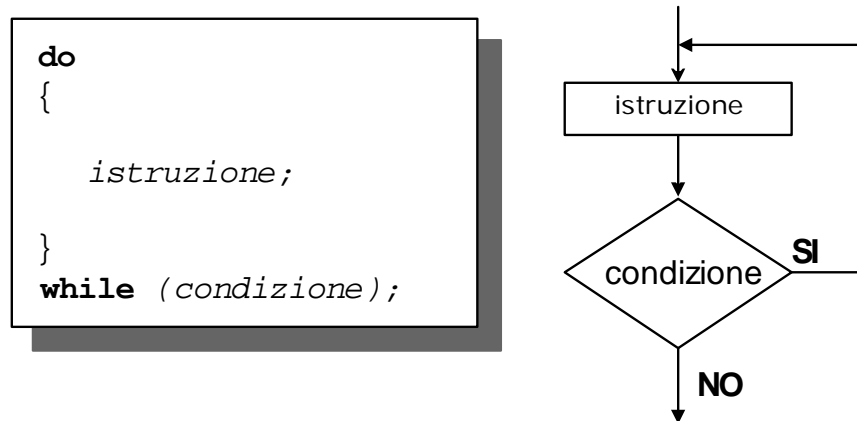 do
{
istruzione;
}
while (condizione);
istruzione
condizione
SI
NO